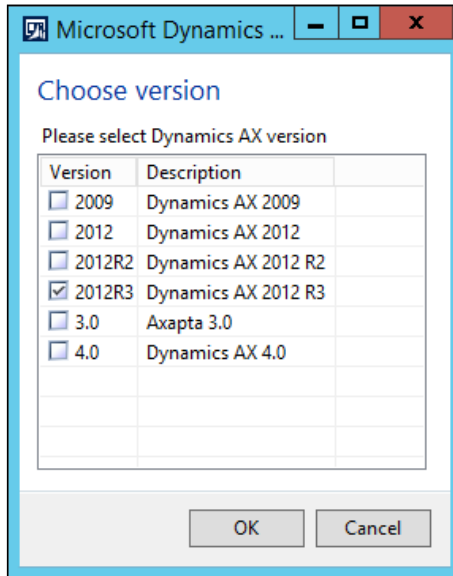 Microsoft Dynamics ...
Choose version
Please select Dynamics AX version
Version Description
2009 Dynamics AX 2009
2012 Dynamics AX 2012
2012R2 Dynamics AX 2012 R2
2012R3 Dynamics AX 2012 R3
3.0 Axapta 3.0
4.0 Dynamics AX 4.0
OK Cancel